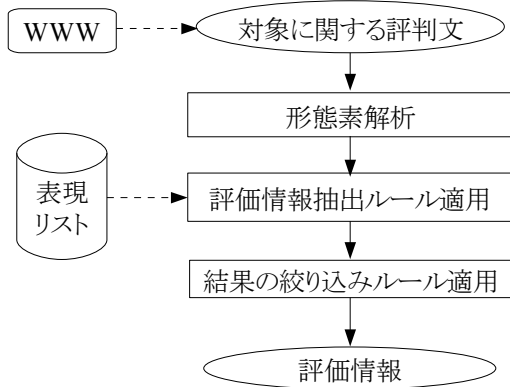 WWW
対象に関する評判文
形態素解析
表現
リスト
評価情報抽出ルール適用
結果の絞り込みルール適用
評価情報